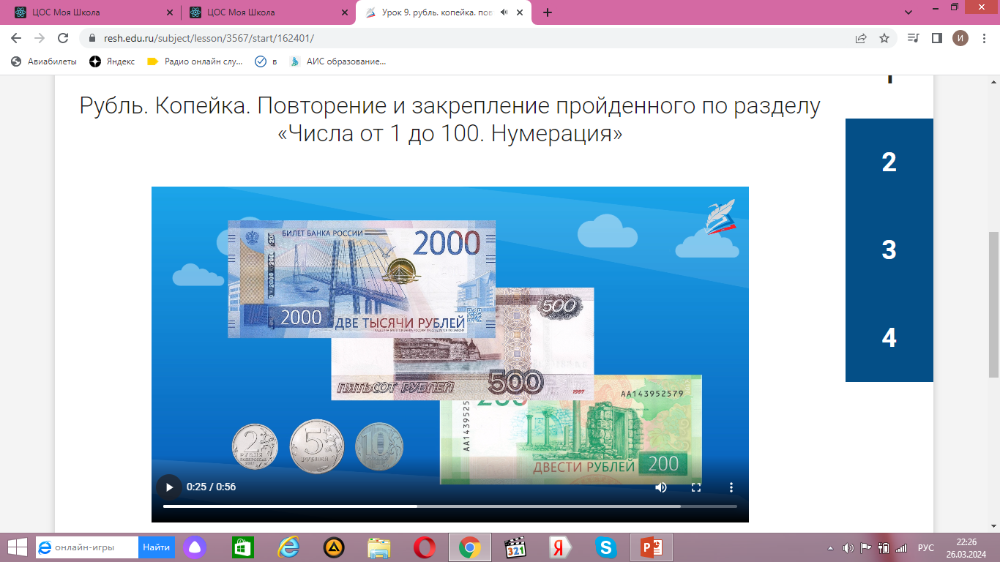 ЦОС Моя Школа
ЦОС Моя Школа
Урок 9. рубль. копейка. пов
resh.edu.ru/subject/lesson/3567/start/162401/
И
Авиабилеты
Яндекс
Радио онлайн слу...
в
АИС образование...
Рубль. Копейка. Повторение и закрепление пройденного по разделу
«Числа от 1 до 100. Нумерация»
2
3
4
БИЛЕТ БАНКА РОССИИ
2000
2000
ДВЕ ТЫСЯЧИ РУБЛЕЙ
500
ПЯТЬСОТ РУБЛЕЙ
500
1997
200
АА143952579
ДВЕСТИ РУБЛЕЙ
200
2
РУБЛЯ
5
РУБЛЕЙ
10
0:25 / 0:56
онлайн-игры
Найти
321
Я
РУС
22:26
26.03.2024